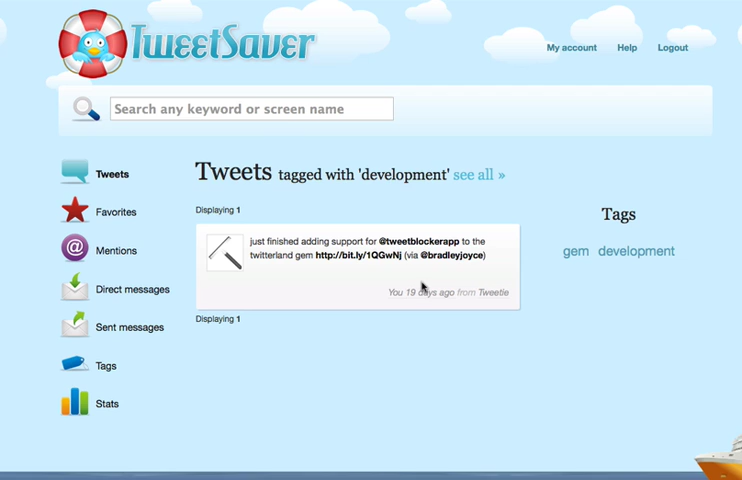 TweetSaver
My account Help Logout
Search any keyword or screen name
Tweets
Favorites
@
Mentions
Direct messages
Sent messages
Tags
Stats
Tweets tagged with 'development' see all »
Displaying 1
just finished adding support for @tweetblockerapp to the
twitterland gem http://bit.ly/1QGwNj (via @bradleyjoyce)
You 19 days ago from Tweetie
Displaying 1
Tags
gem development